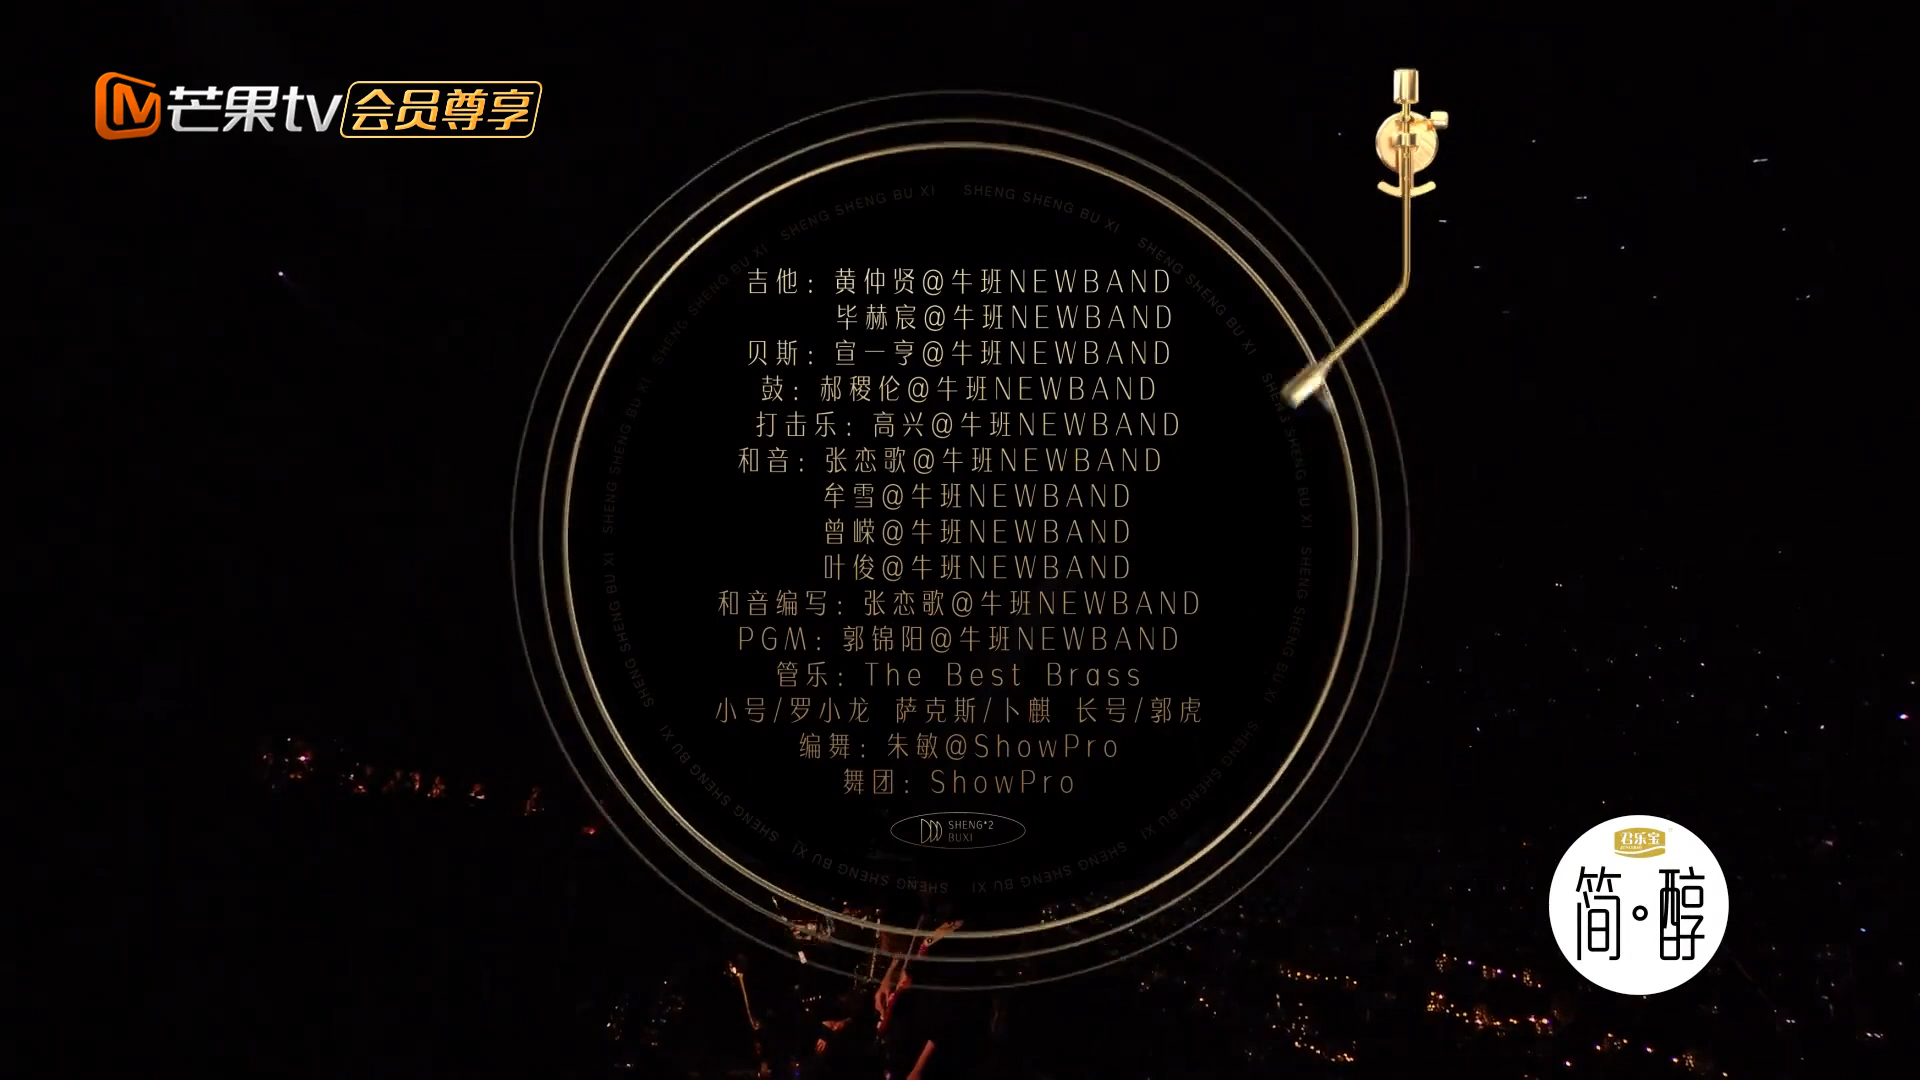 芒果tv会员尊享
SHENG SHENG BU XI
吉他：黄仲贤@牛班NEWBAND
毕赫宸@牛班NEWBAND
贝斯：宣一亨@牛班NEWBAND
鼓：郝稷伦@牛班NEWBAND
打击乐：高兴@牛班NEWBAND
和音：张恋歌@牛班NEWBAND
牟雪@牛班NEWBAND
曾嵘@牛班NEWBAND
叶俊@牛班NEWBAND
和音编写：张恋歌@牛班NEWBAND
PGM：郭锦阳@牛班NEWBAND
管乐：The Best Brass
小号/罗小龙 萨克斯/卜麒 长号/郭虎
编舞：朱敏@ShowPro
舞团：ShowPro
SHENG*2
BUXI
君乐宝
简醇